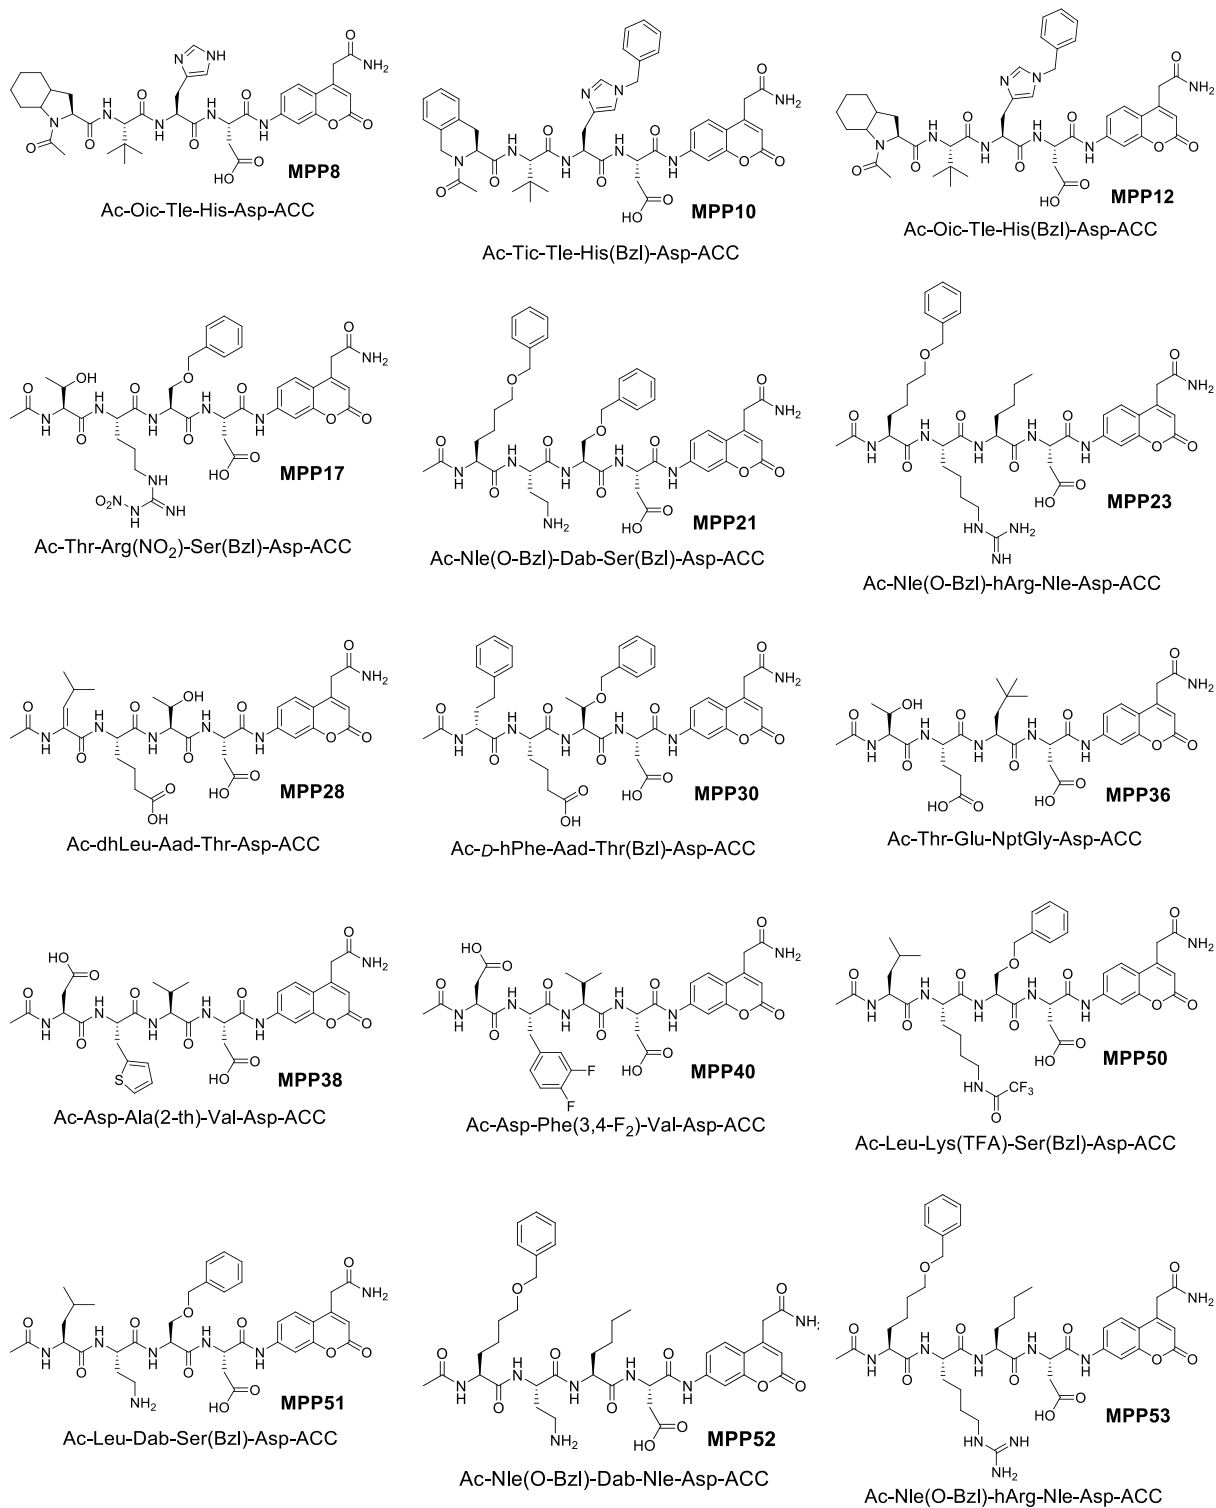 MPP8
Ac-Oic-Tle-His-Asp-ACC
MPP10
Ac-Tic-Tle-His(Bzl)-Asp-ACC
MPP12
Ac-Oic-Tle-His(Bzl)-Asp-ACC
MPP17
Ac-Thr-Arg(NO₂)-Ser(Bzl)-Asp-ACC
MPP21
Ac-Nle(O-Bzl)-Dab-Ser(Bzl)-Asp-ACC
MPP23
Ac-Nle(O-Bzl)-hArg-Nle-Asp-ACC
MPP28
Ac-dhLeu-Aad-Thr-Asp-ACC
MPP30
Ac-D-hPhe-Aad-Thr(Bzl)-Asp-ACC
MPP36
Ac-Thr-Glu-NptGly-Asp-ACC
MPP38
Ac-Asp-Ala(2-th)-Val-Asp-ACC
MPP40
Ac-Asp-Phe(3,4-F₂)-Val-Asp-ACC
MPP50
Ac-Leu-Lys(TFA)-Ser(Bzl)-Asp-ACC
MPP51
Ac-Leu-Dab-Ser(Bzl)-Asp-ACC
MPP52
Ac-Nle(O-Bzl)-Dab-Nle-Asp-ACC
MPP53
Ac-Nle(O-Bzl)-hArg-Nle-Asp-ACC